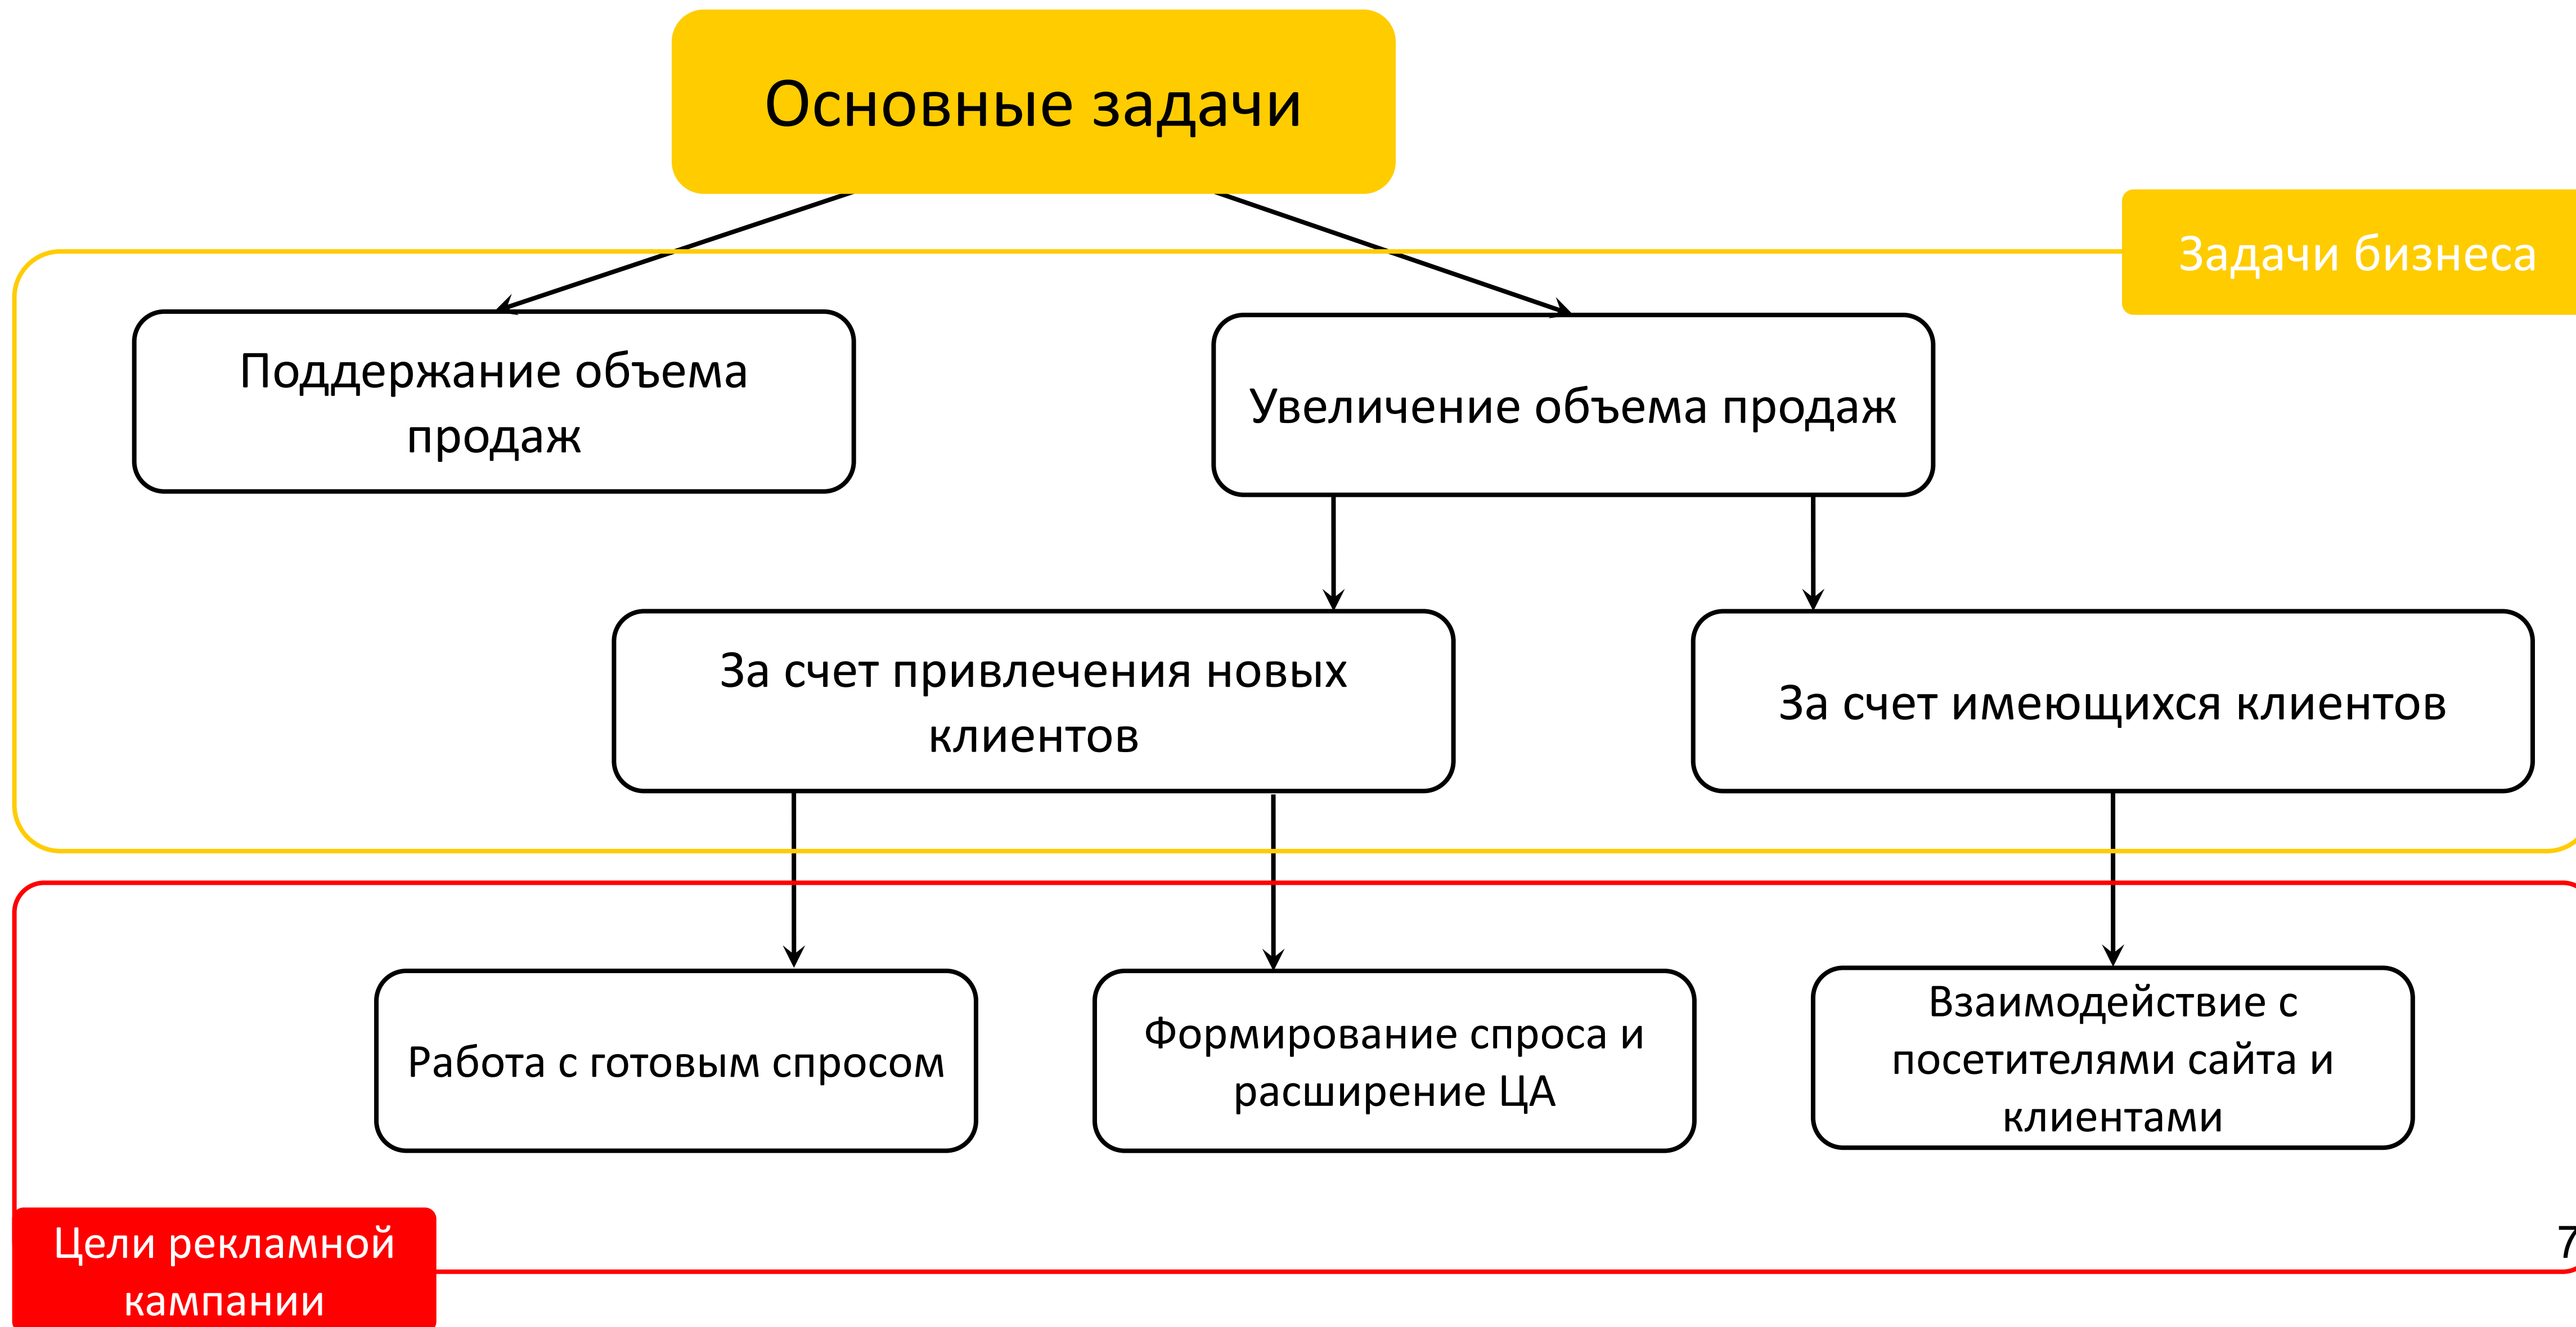 Основные задачи
Задачи бизнеса
Поддержание объема
продаж
Увеличение объема продаж
За счет привлечения новых
клиентов
За счет имеющихся клиентов
Работа с готовым спросом
Формирование спроса и
расширение ЦА
Взаимодействие с
посетителями сайта и
клиентами
Цели рекламной
кампании
7